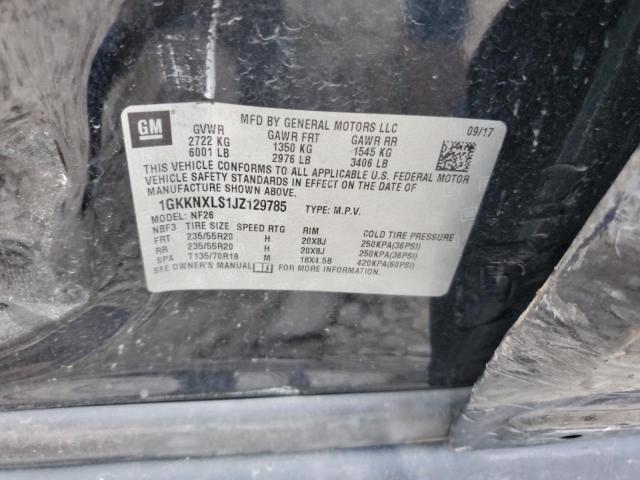 GM
MFD BY GENERAL MOTORS LLC 09/17
GVWR GAWR FRT GAWR RR
2722 KG 1350 KG 1545 KG
6001 LB 2976 LB 3406 LB
THIS VEHICLE CONFORMS TO ALL APPLICABLE U.S. FEDERAL MOTOR
VEHICLE SAFETY STANDARDS IN EFFECT ON THE DATE OF
MANUFACTURE SHOWN ABOVE.
1GKKNXLS1JZ129785 TYPE: M.P.V.
MODEL: NF26
NBF3 TIRE SIZE SPEED RTG RIM COLD TIRE PRESSURE
FRT 235/55R20 H 20X8J 250KPA(36PSI)
RR 235/55R20 H 20X8J 250KPA(36PSI)
SPA T135/70R18 M 18X4.5B 420KPA(60PSI)
SEE OWNER'S MANUAL FOR MORE INFORMATION.